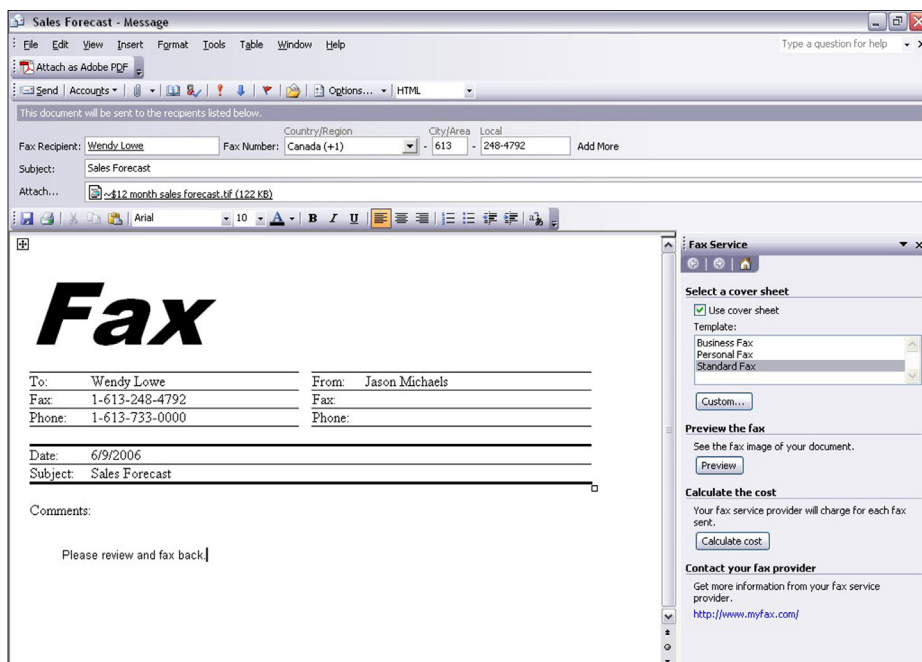 Sales Forecast - Message
File Edit View Insert Format Tools Table Window Help
Type a question for help
Attach as Adobe PDF
Send Accounts Options... HTML
This document will be sent to the recipients listed below.
Country/Region City/Area Local
Fax Recipient: Wendy Lowe Fax Number: Canada (+1) - 613 - 248-4792 Add More
Subject: Sales Forecast
Attach... ~$12 month sales forecast.tif (122 KB)
Arial 10 A B I U
Fax
To: Wendy Lowe From: Jason Michaels
Fax: 1-613-248-4792 Fax:
Phone: 1-613-733-0000 Phone:
Date: 6/9/2006
Subject: Sales Forecast
Comments:
Please review and fax back.
Fax Service
Select a cover sheet
Use cover sheet
Template:
Business Fax
Personal Fax
Standard Fax
Custom...
Preview the fax
See the fax image of your document.
Preview
Calculate the cost
Your fax service provider will charge for each fax
sent.
Calculate cost
Contact your fax provider
Get more information from your fax service
provider.
http://www.myfax.com/